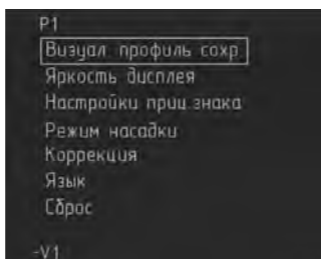 P1
Визуал. профиль сохр.
Яркость дисплея
Настройки приц.знака
Режим насадки
Коррекция
Язык
Сброс
-V1